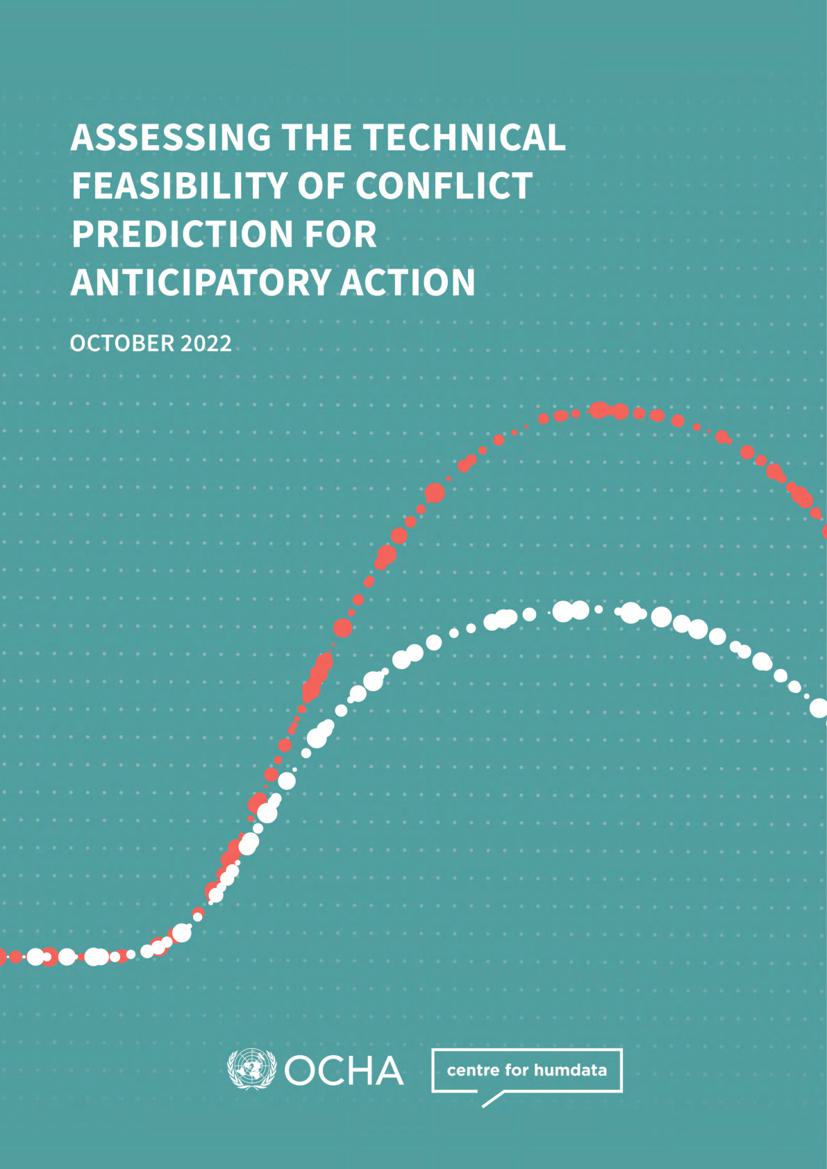 ASSESSING THE TECHNICAL
FEASIBILITY OF CONFLICT
PREDICTION FOR
ANTICIPATORY ACTION
OCTOBER 2022
OCHA
centre for humdata